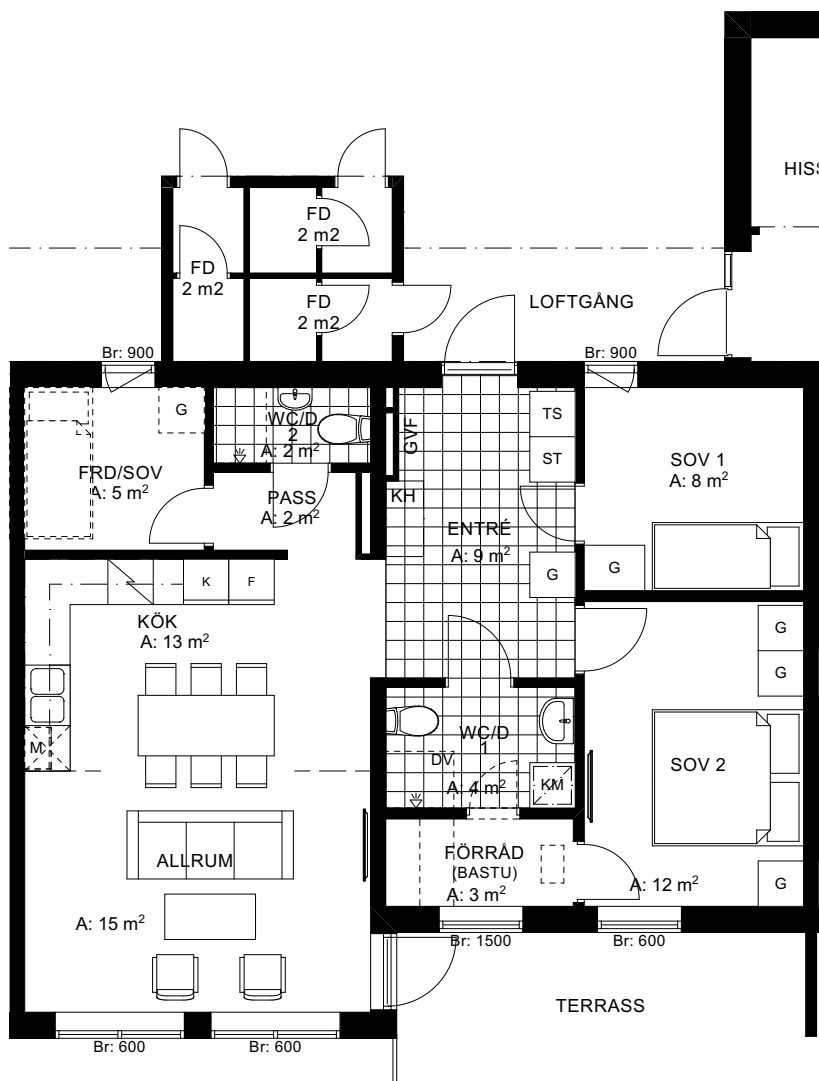 HISS
FD
2 m2
FD
2 m2
FD
2 m2
LOFTGÅNG
Br: 900
Br: 900
G
WC/D
2
A: 2 m²
GVF
TS
ST
FRD/SOV
A: 5 m²
PASS
A: 2 m²
KH
SOV 1
A: 8 m²
ENTRÉ
A: 9 m²
G
G
K
F
KÖK
A: 13 m²
G
G
M
WC/D
1
DV
A: 4 m²
KM
SOV 2
ALLRUM
FÖRRÅD
(BASTU)
A: 3 m²
A: 12 m²
G
A: 15 m²
Br: 1500
Br: 600
TERRASS
Br: 600
Br: 600